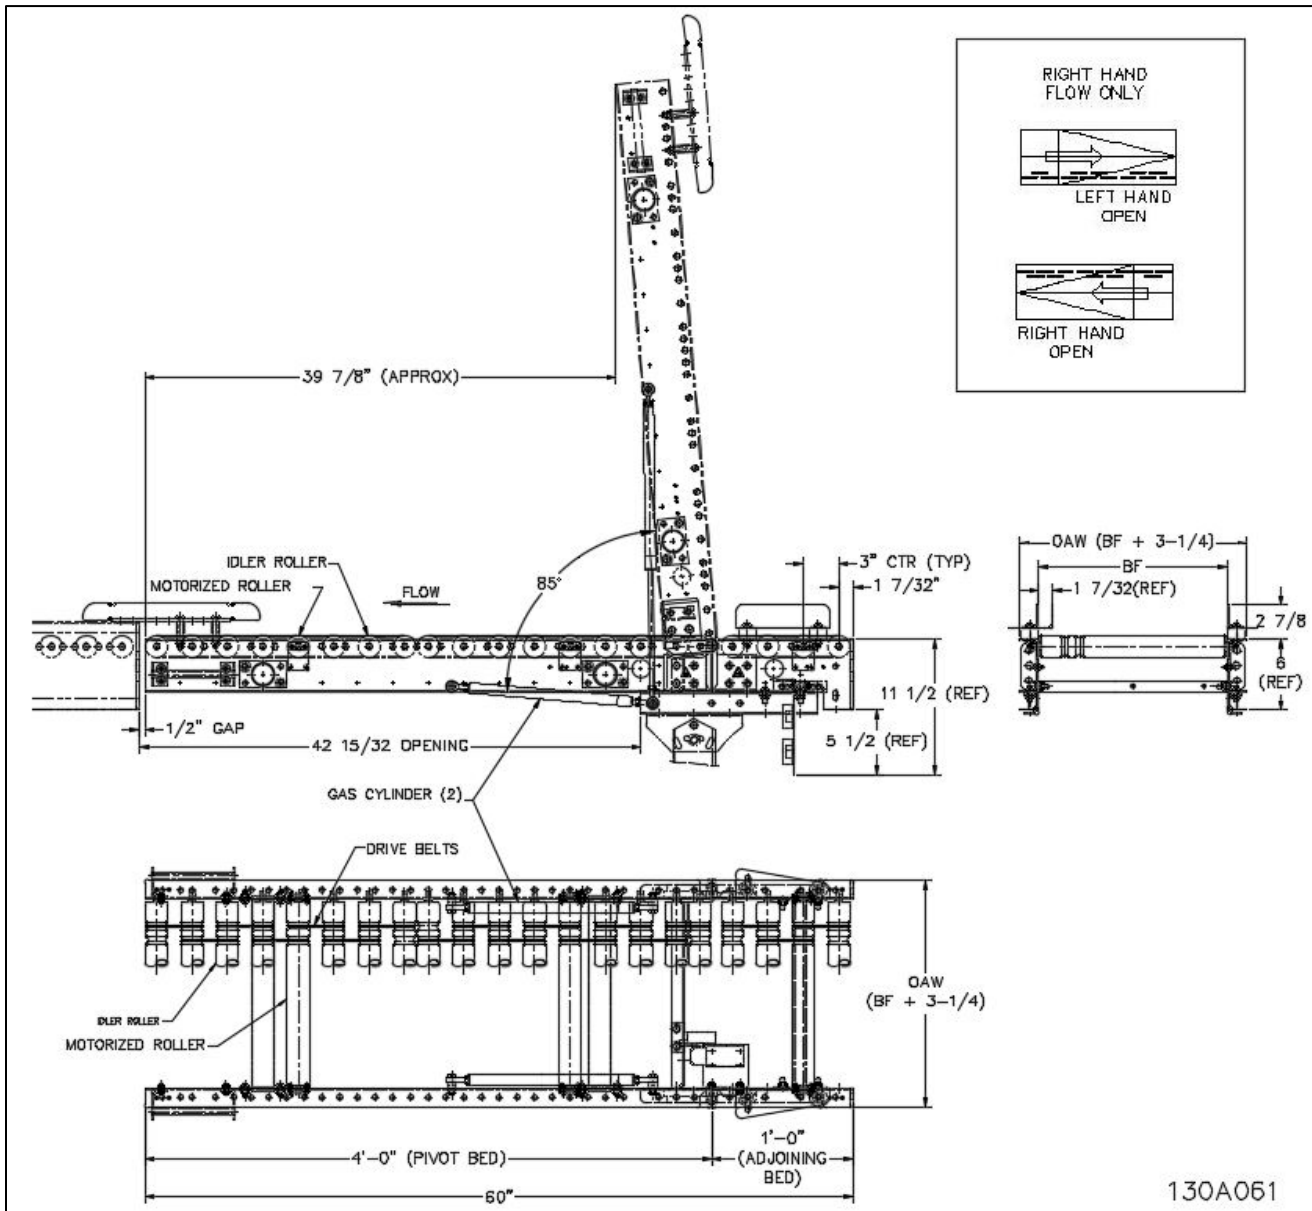 RIGHT HAND
FLOW ONLY
LEFT HAND
OPEN
RIGHT HAND
OPEN
39 7/8" (APPROX)
IDLER ROLLER
MOTORIZED ROLLER
FLOW
85°
3" CTR (TYP)
1 7/32"
OAW (BF + 3-1/4)
BF
1 7/32(REF)
2 7/8
6
(REF)
11 1/2 (REF)
5 1/2 (REF)
1/2" GAP
42 15/32 OPENING
GAS CYLINDER (2)
DRIVE BELTS
IDLER ROLLER
MOTORIZED ROLLER
OAW
(BF + 3-1/4)
4'-0" (PIVOT BED)
1'-0"
(ADJOINING
BED)
60"
130A061